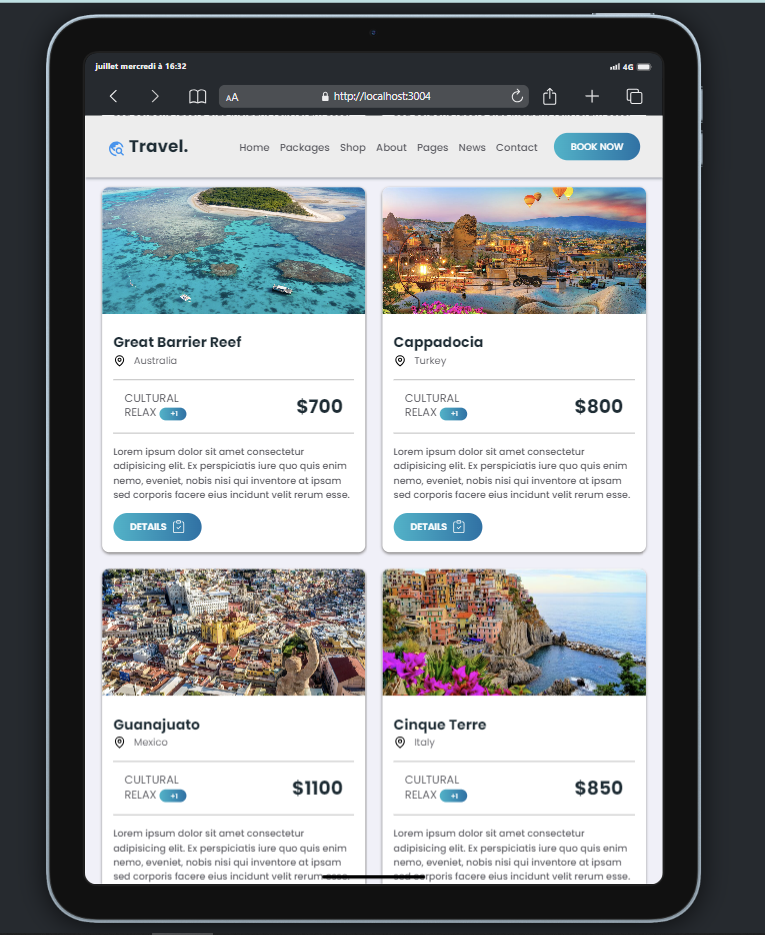 juillet mercredi à 16:32
4G
AA
http://localhost:3004
Travel.
Home Packages Shop About Pages News Contact
BOOK NOW
Great Barrier Reef
Australia
CULTURAL
RELAX +1
$700
Lorem ipsum dolor sit amet consectetur
adipisicing elit. Ex perspiciatis iure quo quis enim
nemo, eveniet, nobis nisi qui inventore at ipsam
sed corporis facere eius incidunt velit rerum esse.
DETAILS
Cappadocia
Turkey
CULTURAL
RELAX +1
$800
Lorem ipsum dolor sit amet consectetur
adipisicing elit. Ex perspiciatis iure quo quis enim
nemo, eveniet, nobis nisi qui inventore at ipsam
sed corporis facere eius incidunt velit rerum esse.
DETAILS
Guanajuato
Mexico
CULTURAL
RELAX +1
$1100
Lorem ipsum dolor sit amet consectetur
adipisicing elit. Ex perspiciatis iure quo quis enim
nemo, eveniet, nobis nisi qui inventore at ipsam
sed corporis facere eius incidunt velit rerum esse.
Cinque Terre
Italy
CULTURAL
RELAX +1
$850
Lorem ipsum dolor sit amet consectetur
adipisicing elit. Ex perspiciatis iure quo quis enim
nemo, eveniet, nobis nisi qui inventore at ipsam
sed corporis facere eius incidunt velit rerum esse.